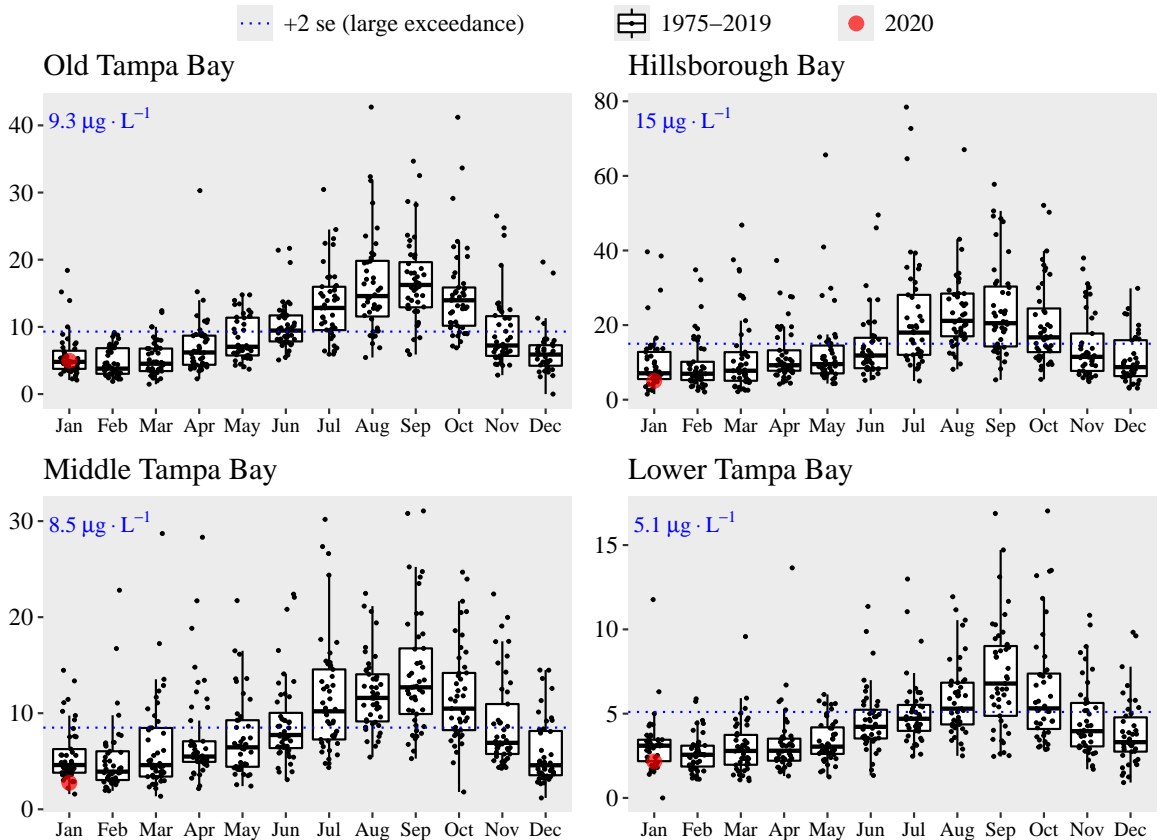 +2 se (large exceedance) 1975–2019 2020
Old Tampa Bay
9.3 μg · L⁻¹
40
30
20
10
0
Jan Feb Mar Apr May Jun Jul Aug Sep Oct Nov Dec
Hillsborough Bay
15 μg · L⁻¹
80
60
40
20
0
Jan Feb Mar Apr May Jun Jul Aug Sep Oct Nov Dec
Middle Tampa Bay
8.5 μg · L⁻¹
30
20
10
0
Jan Feb Mar Apr May Jun Jul Aug Sep Oct Nov Dec
Lower Tampa Bay
5.1 μg · L⁻¹
15
10
5
0
Jan Feb Mar Apr May Jun Jul Aug Sep Oct Nov Dec